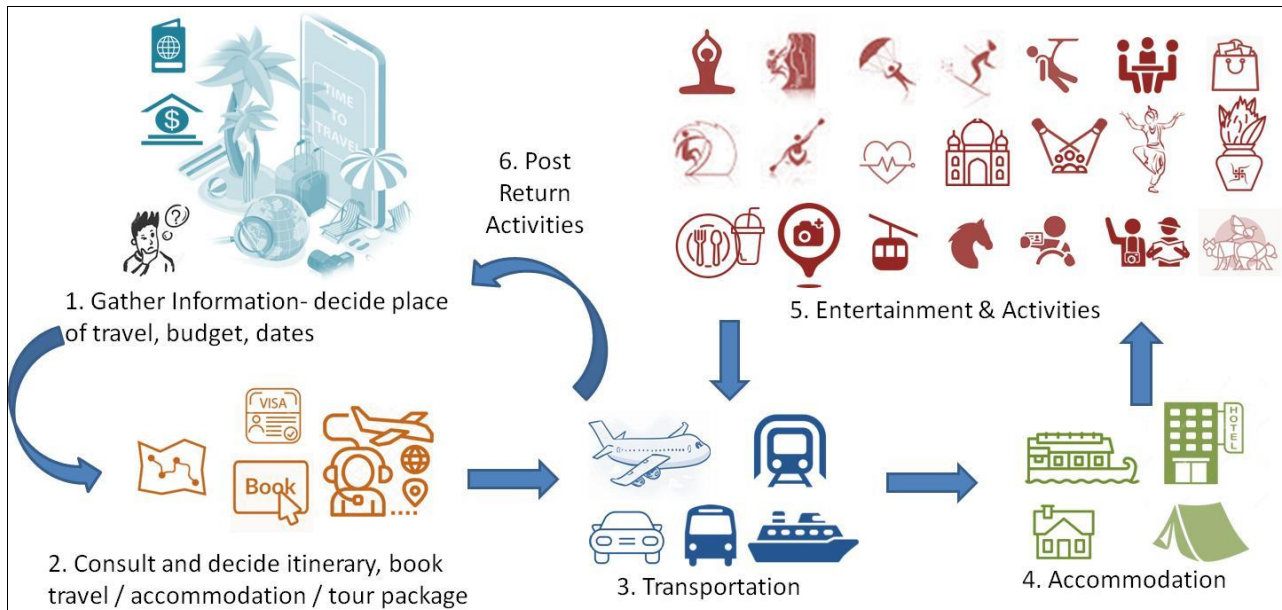 TIME
TO
TRAVEL
1. Gather Information- decide place
of travel, budget, dates
6. Post
Return
Activities
5. Entertainment & Activities
VISA
Book
2. Consult and decide itinerary, book
travel / accommodation / tour package
3. Transportation
HOTEL
4. Accommodation